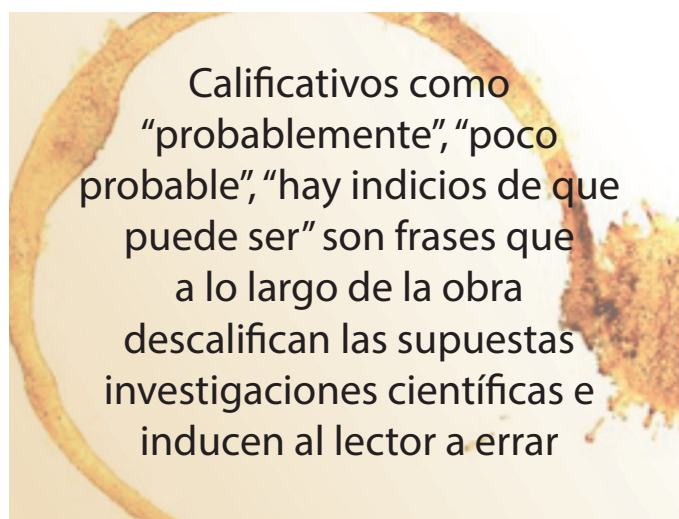 Calificativos como
“probablemente”, “poco
probable”, “hay indicios de que
puede ser” son frases que
a lo largo de la obra
descalifican las supuestas
investigaciones científicas e
inducen al lector a errar